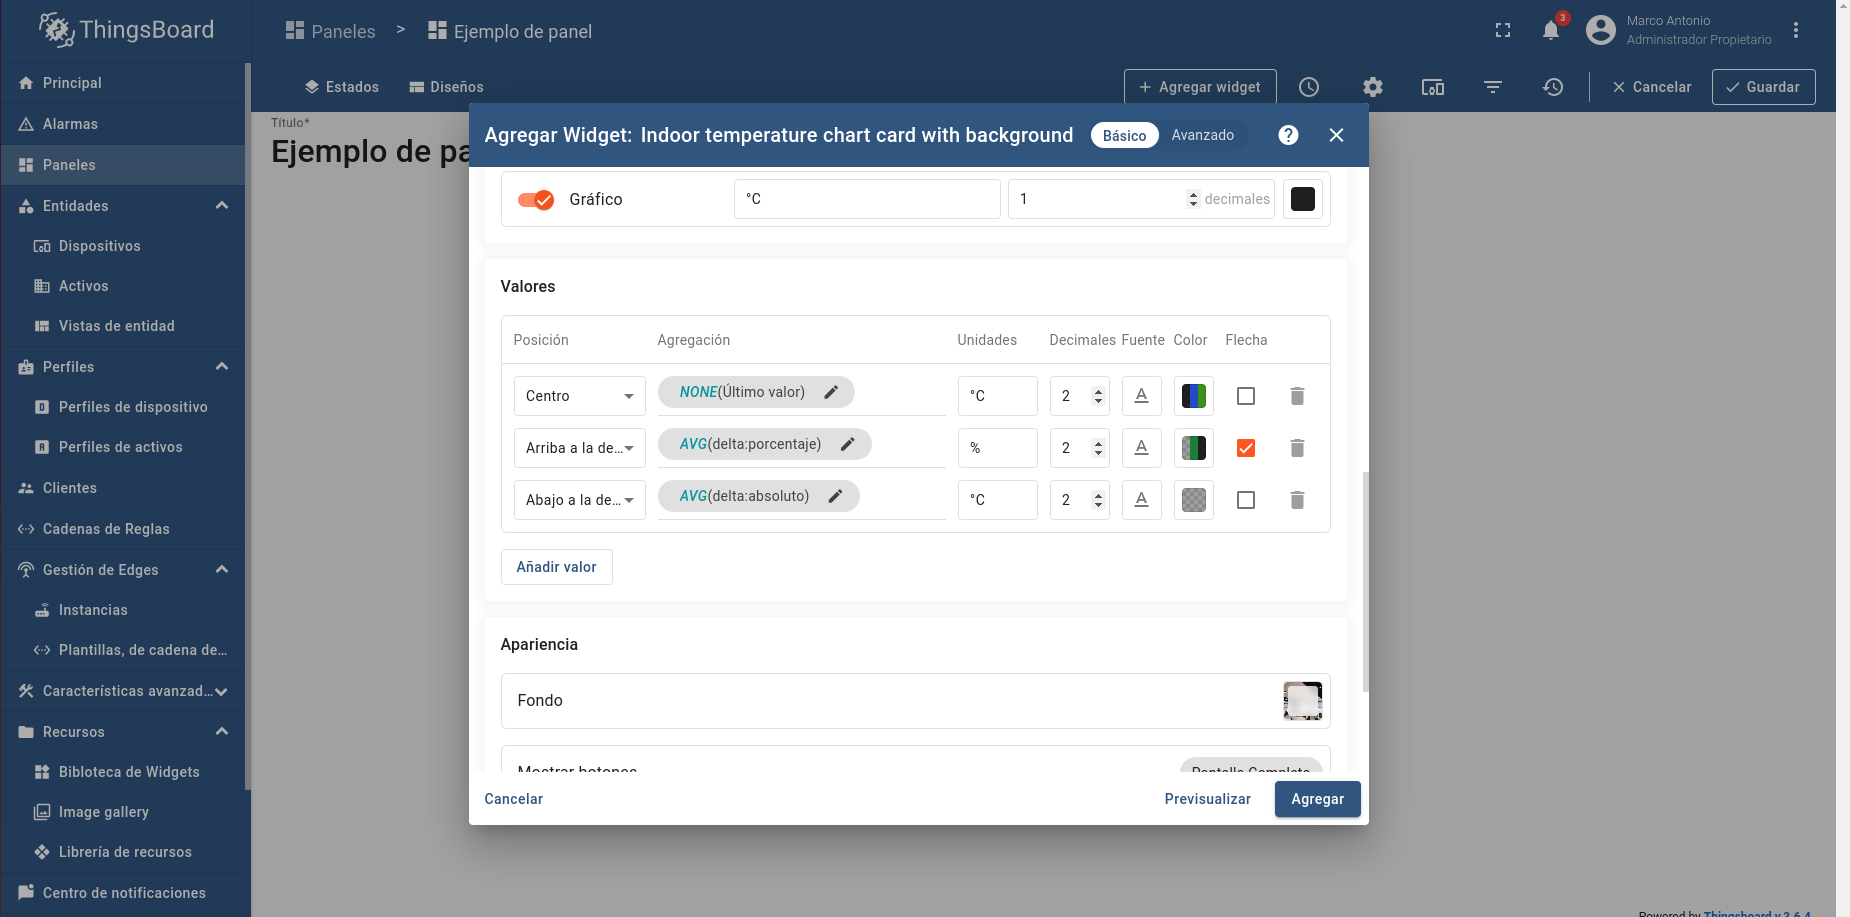 ThingsBoard
Paneles > Ejemplo de panel
3
Marco Antonio
Administrador Propietario
Principal
Alarmas
Paneles
Entidades
Dispositivos
Activos
Vistas de entidad
Perfiles
Perfiles de dispositivo
Perfiles de activos
Clientes
Cadenas de Reglas
Gestión de Edges
Instancias
Plantillas, de cadena de...
Características avanzad...
Recursos
Bibloteca de Widgets
Image gallery
Librería de recursos
Centro de notificaciones
Estados Diseños + Agregar widget Cancelar Guardar
Título*
Ejemplo de pa
Agregar Widget: Indoor temperature chart card with background Básico Avanzado
Gráfico °C 1 decimales
Valores
Posición Agregación Unidades Decimales Fuente Color Flecha
Centro NONE(Último valor) °C 2
Arriba a la de... AVG(delta:porcentaje) % 2
Abajo a la de... AVG(delta:absoluto) °C 2
Añadir valor
Apariencia
Fondo
Mostrar botones Pantalla Completa
Cancelar Previsualizar Agregar
Powered by Thingsboard v.3.6.4